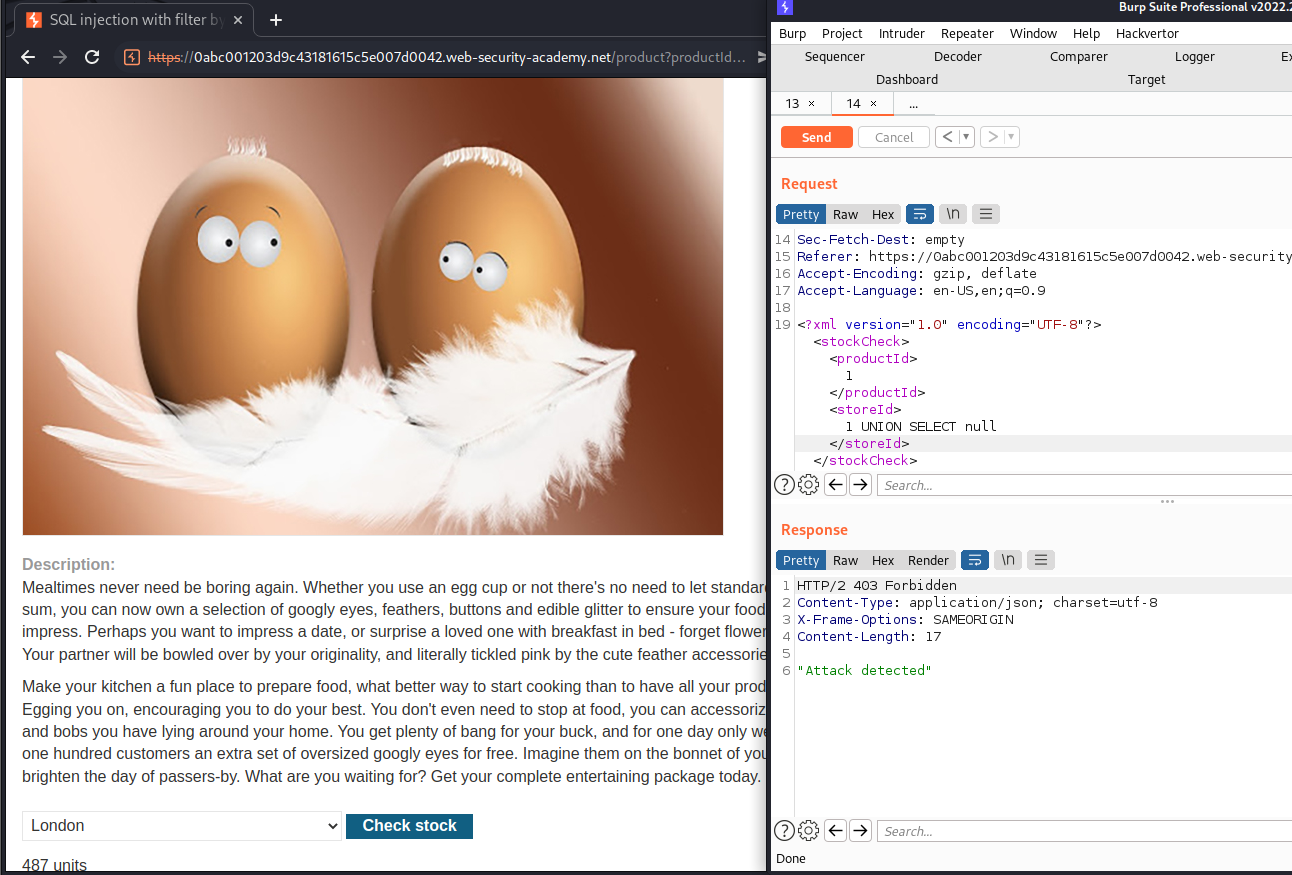 SQL injection with filter by
https://0abc001203d9c43181615c5e007d0042.web-security-academy.net/product?productId...
Description:
Mealtimes never need be boring again. Whether you use an egg cup or not there's no need to let standard
sum, you can now own a selection of googly eyes, feathers, buttons and edible glitter to ensure your food
impress. Perhaps you want to impress a date, or surprise a loved one with breakfast in bed - forget flower
Your partner will be bowled over by your originality, and literally tickled pink by the cute feather accessorie
Make your kitchen a fun place to prepare food, what better way to start cooking than to have all your prod
Egging you on, encouraging you to do your best. You don't even need to stop at food, you can accessoriz
and bobs you have lying around your home. You get plenty of bang for your buck, and for one day only we
one hundred customers an extra set of oversized googly eyes for free. Imagine them on the bonnet of you
brighten the day of passers-by. What are you waiting for? Get your complete entertaining package today.
London
Check stock
487 units
Burp Suite Professional v2022.2
Burp Project Intruder Repeater Window Help Hackvertor
Sequencer Decoder Comparer Logger Ex
Dashboard Target
13 × 14 × ...
Send Cancel < >
Request
Pretty Raw Hex \n
14 Sec-Fetch-Dest: empty
15 Referer: https://0abc001203d9c43181615c5e007d0042.web-security
16 Accept-Encoding: gzip, deflate
17 Accept-Language: en-US,en;q=0.9
18
19 <?xml version="1.0" encoding="UTF-8"?>
<stockCheck>
<productId>
1
</productId>
<storeId>
1 UNION SELECT null
</storeId>
</stockCheck>
Search...
Response
Pretty Raw Hex Render \n
1 HTTP/2 403 Forbidden
2 Content-Type: application/json; charset=utf-8
3 X-Frame-Options: SAMEORIGIN
4 Content-Length: 17
5
6 "Attack detected"
Search...
Done